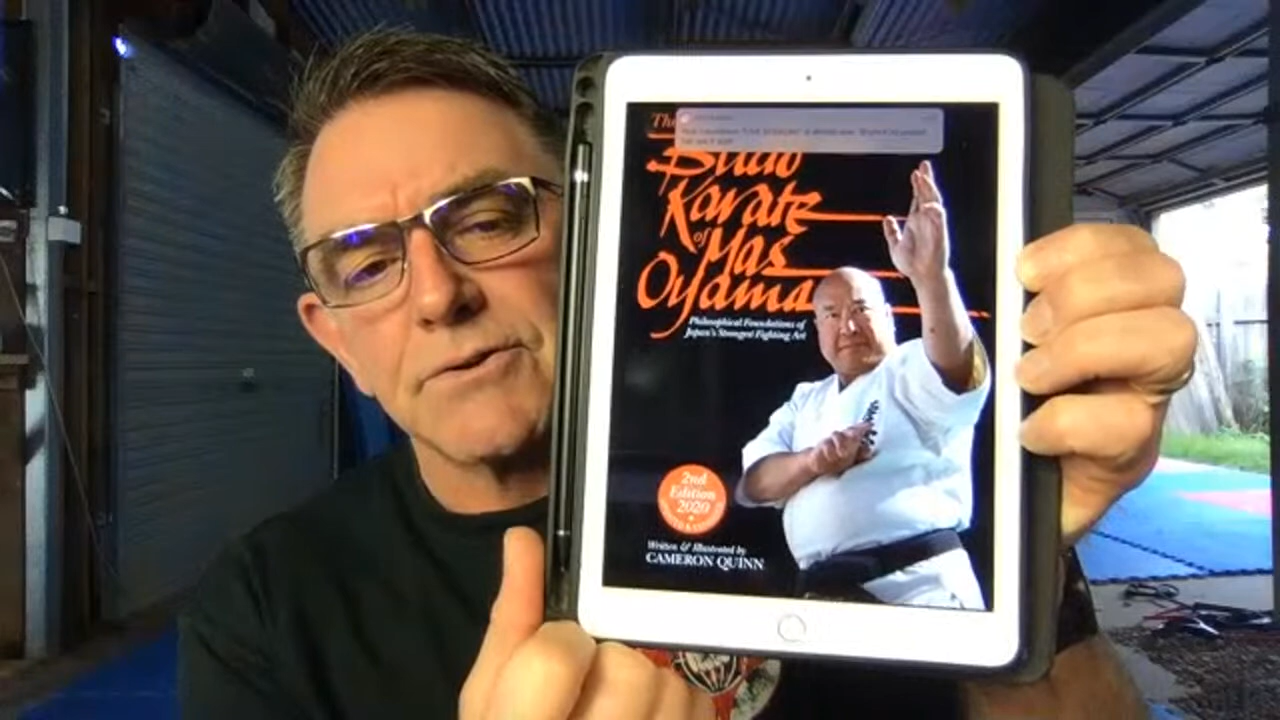 The
Budo
Karate
of
Mas
Oyama
Philosophical Foundations of
Japan's Strongest Fighting Art
2nd
Edition
2020
Written & Illustrated by
CAMERON QUINN